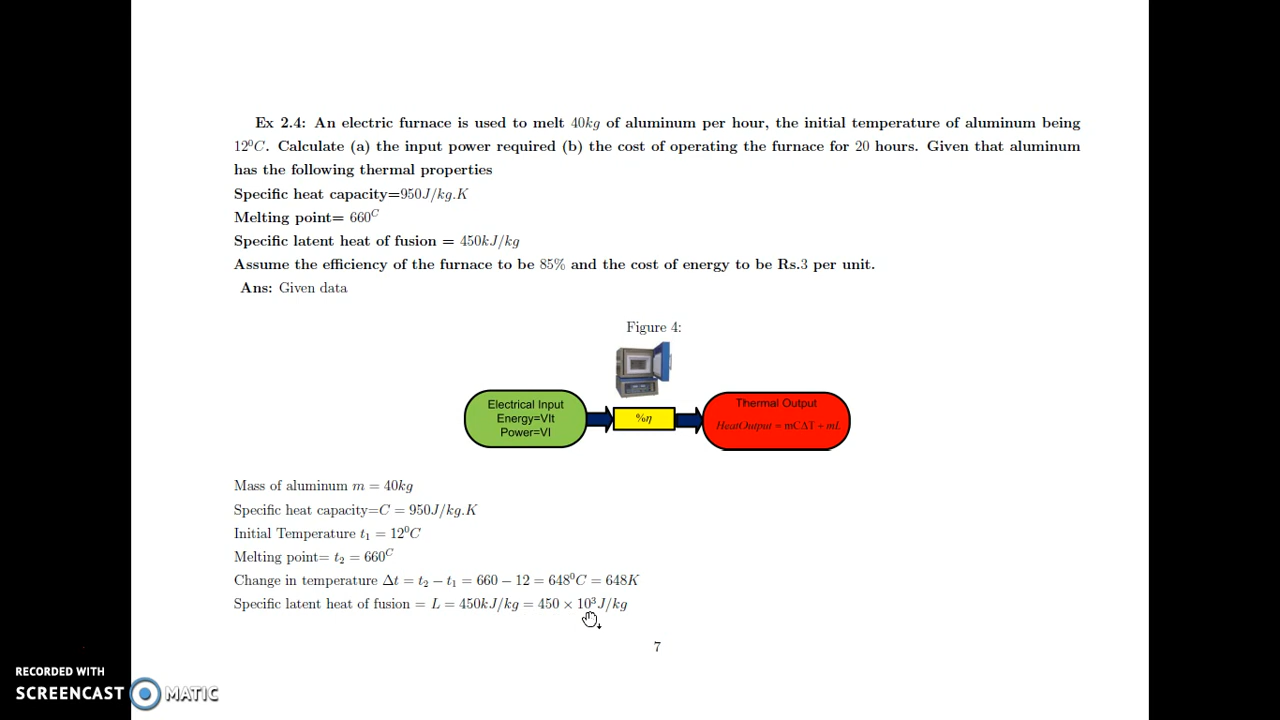 Ex 2.4: An electric furnace is used to melt 40kg of aluminum per hour, the initial temperature of aluminum being
12⁰C. Calculate (a) the input power required (b) the cost of operating the furnace for 20 hours. Given that aluminum
has the following thermal properties
Specific heat capacity=950J/kg.K
Melting point= 660ᶜ
Specific latent heat of fusion = 450kJ/kg
Assume the efficiency of the furnace to be 85% and the cost of energy to be Rs.3 per unit.
Ans: Given data
Figure 4:
Electrical Input
Energy=VIt
Power=VI
%η
Thermal Output
HeatOutput = mCΔT + mL
Mass of aluminum m = 40kg
Specific heat capacity=C = 950J/kg.K
Initial Temperature t₁ = 12⁰C
Melting point= t₂ = 660ᶜ
Change in temperature Δt = t₂ − t₁ = 660 − 12 = 648⁰C = 648K
Specific latent heat of fusion = L = 450kJ/kg = 450 × 10³J/kg
7
RECORDED WITH
SCREENCAST MATIC